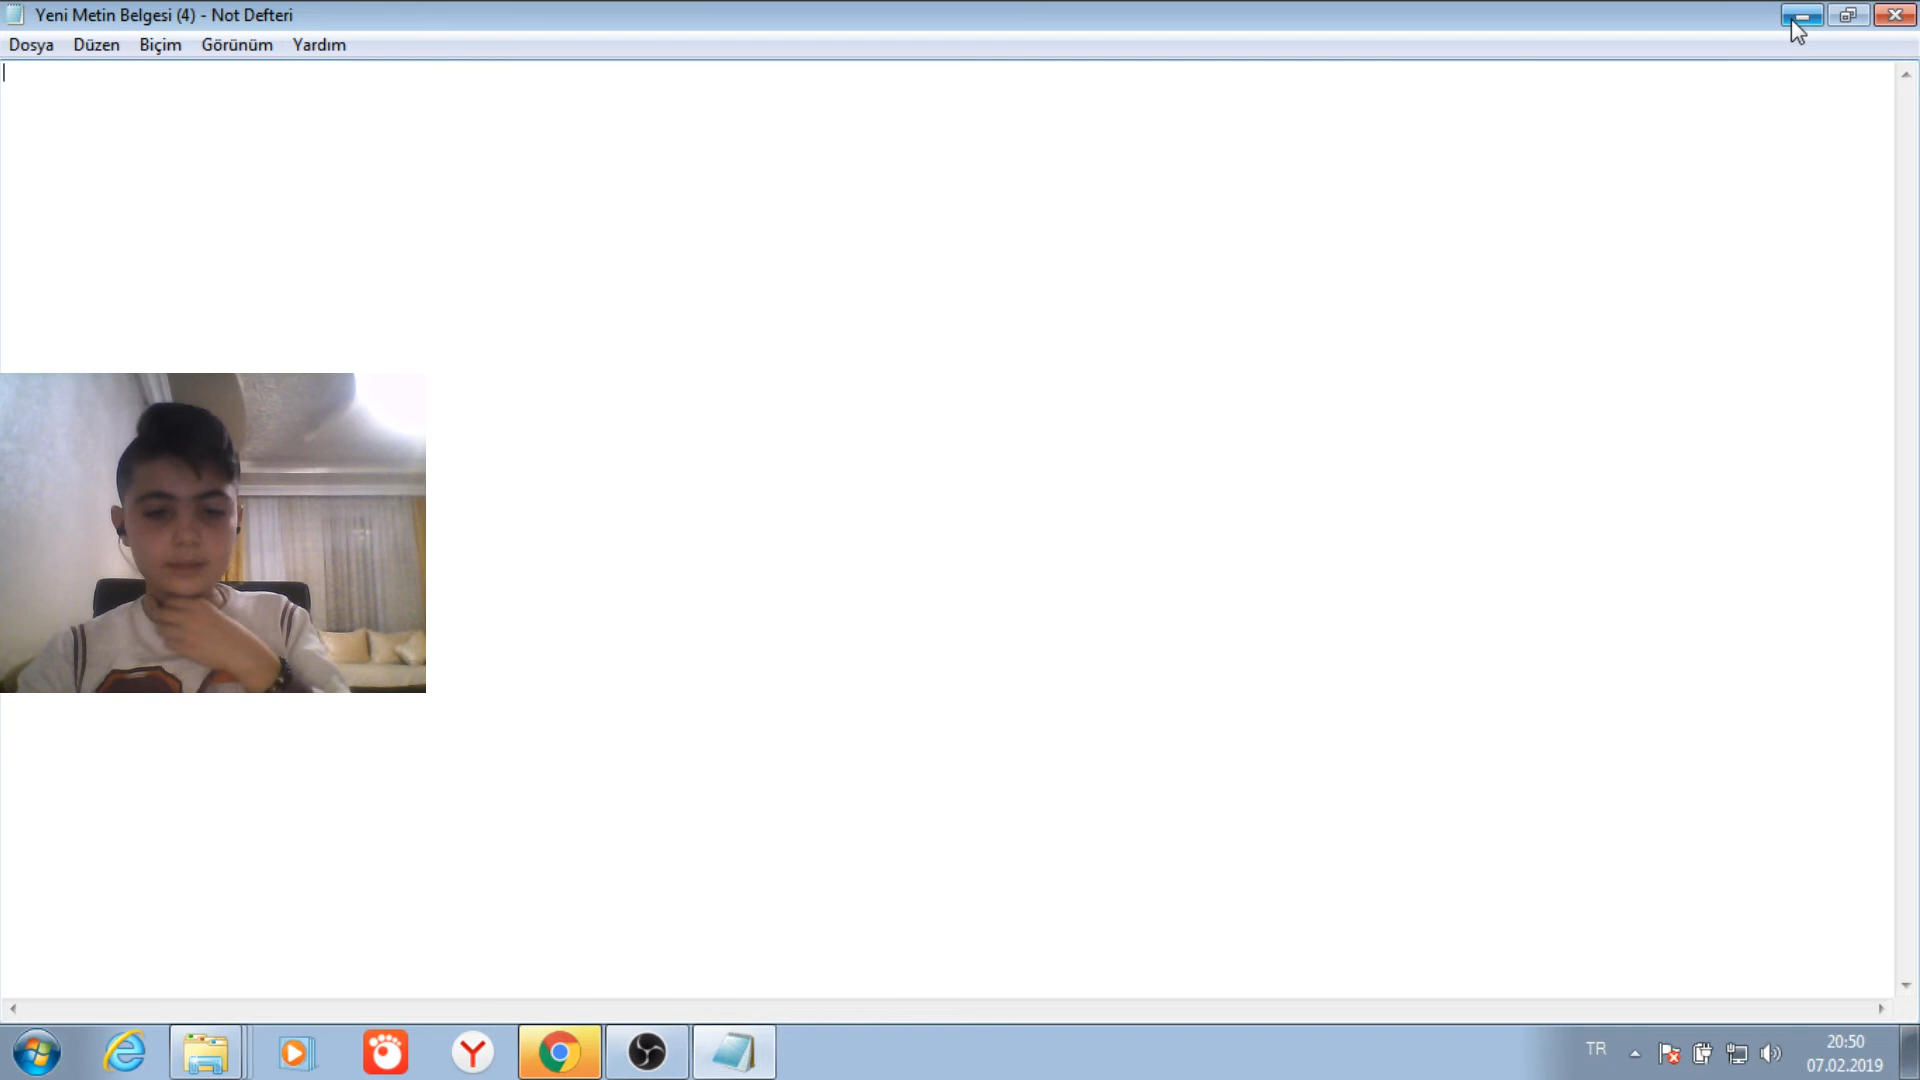 Yeni Metin Belgesi (4) - Not Defteri
Dosya Düzen Biçim Görünüm Yardım
TR
20:50
07.02.2019